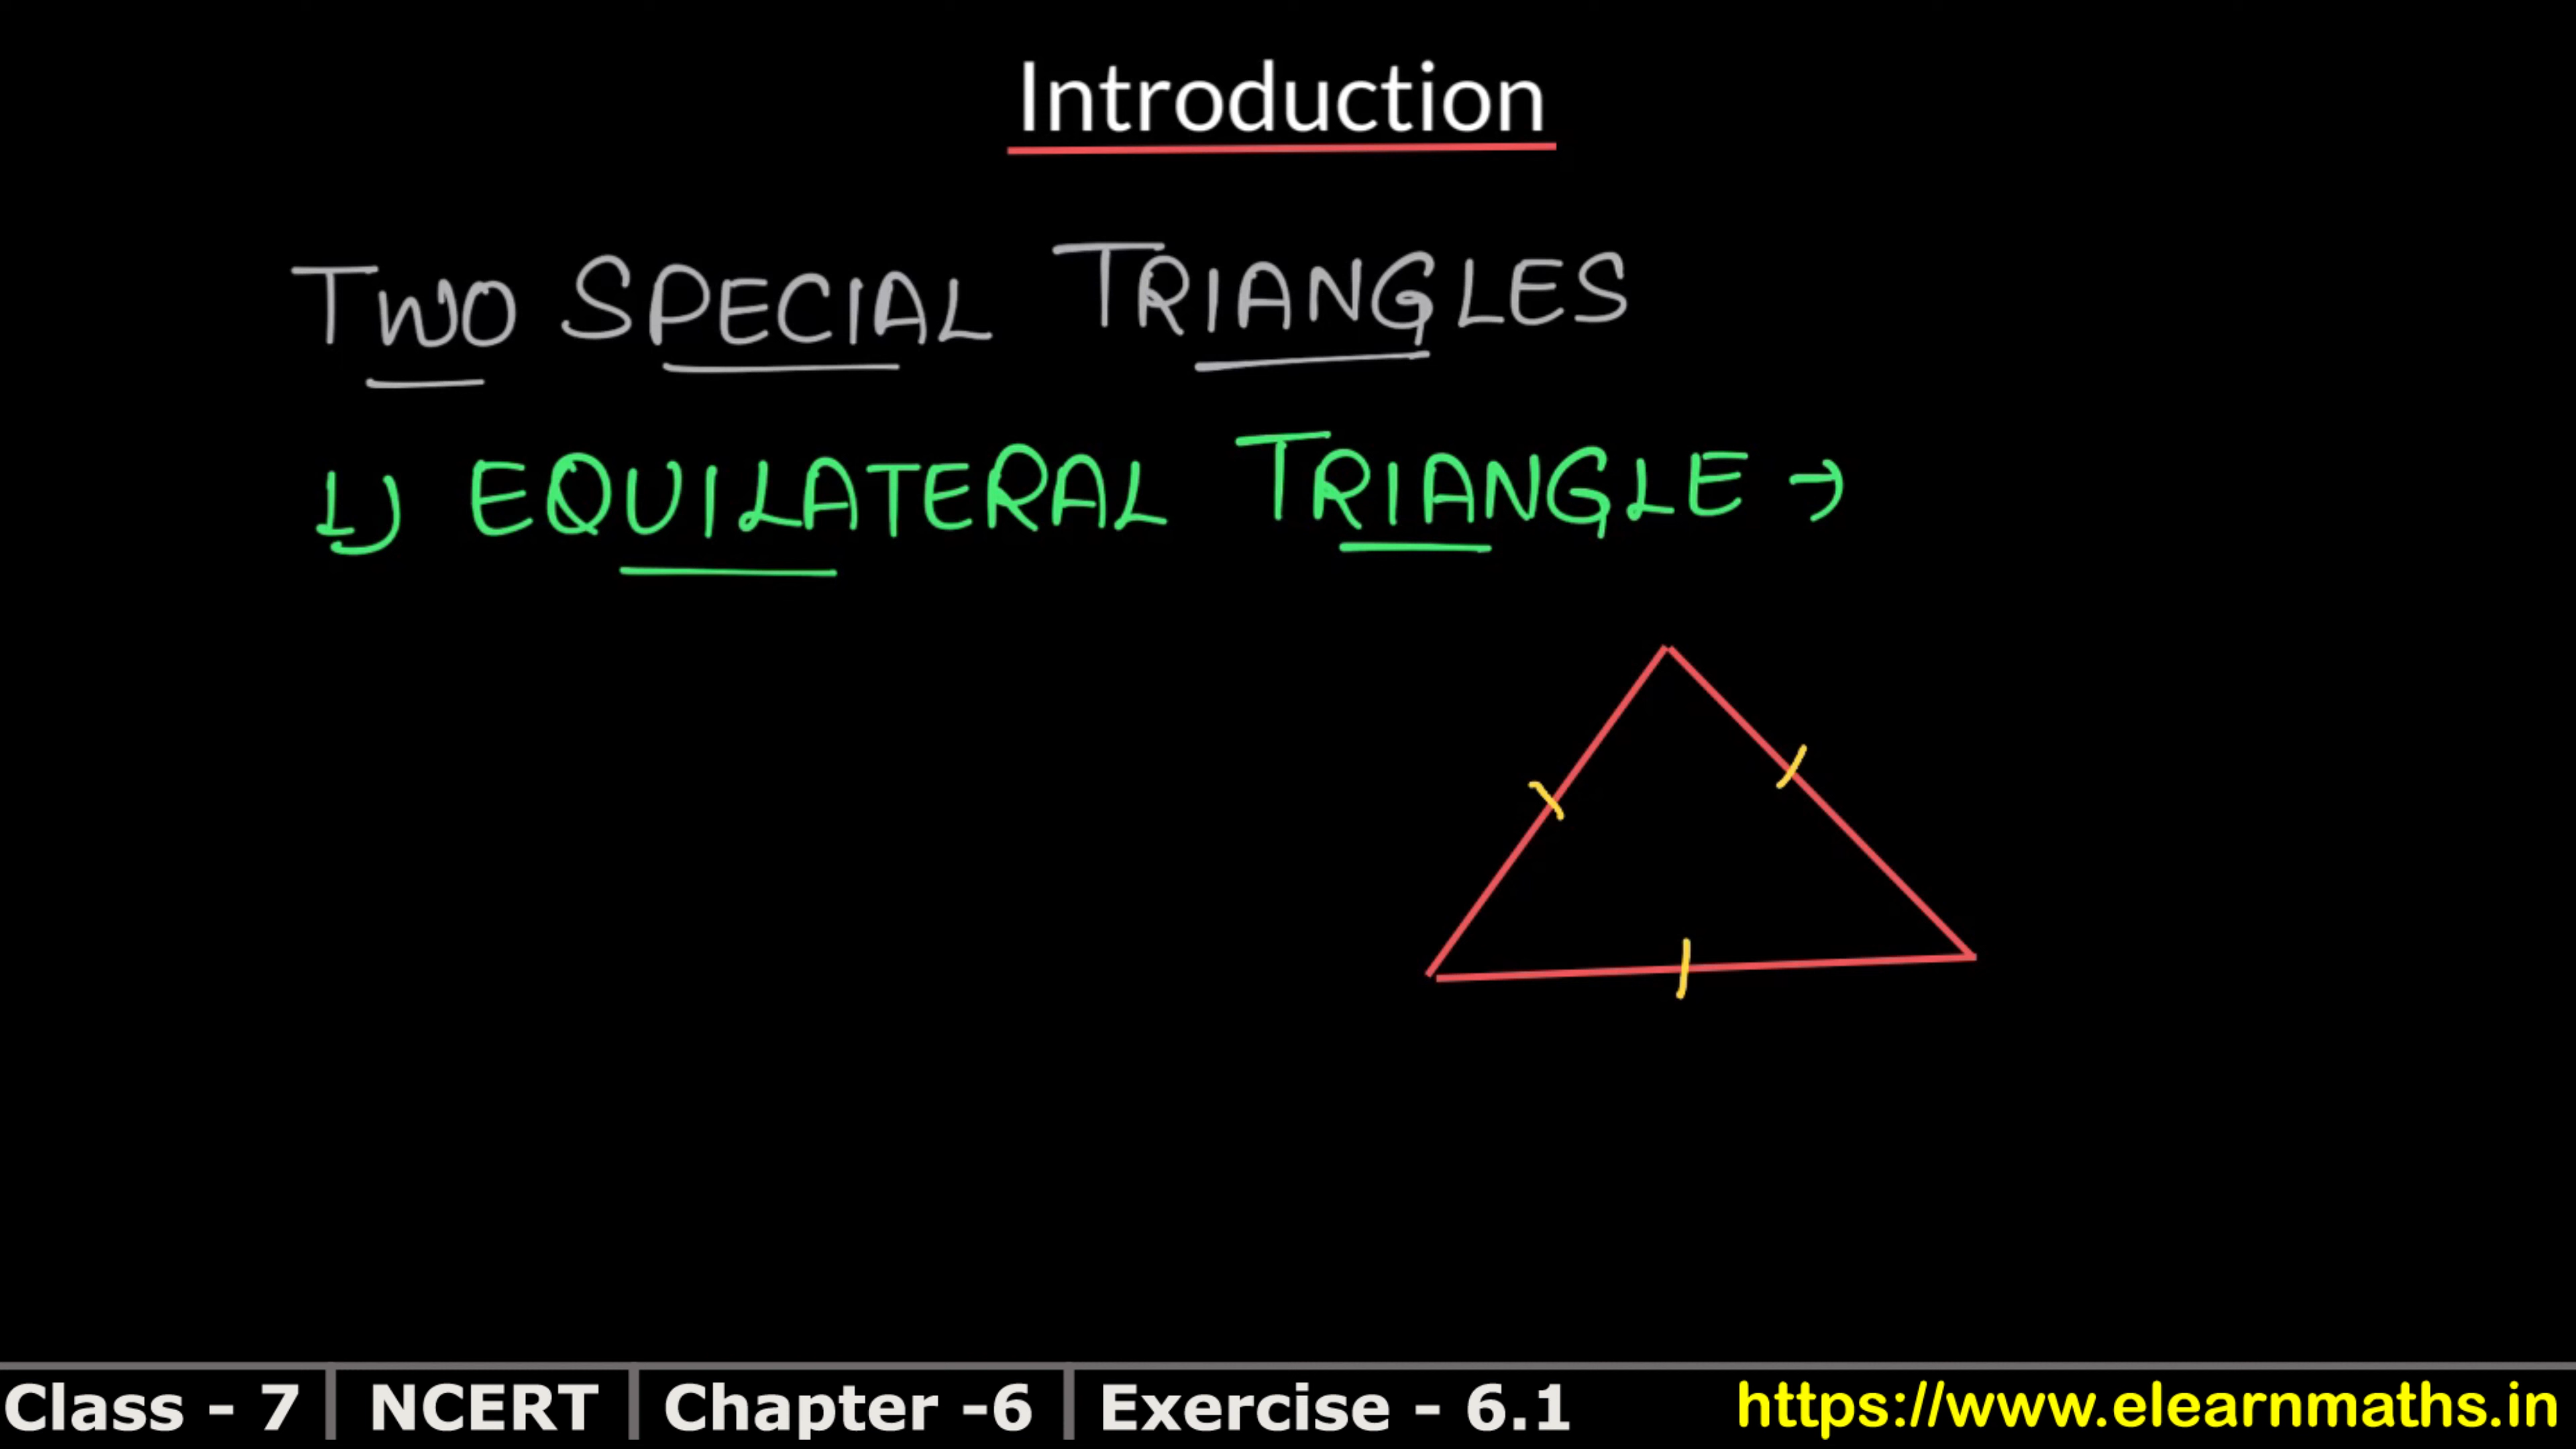 Introduction
TWO SPECIAL TRIANGLES
1) EQUILATERAL TRIANGLE →
Class - 7 | NCERT | Chapter -6 | Exercise - 6.1 https://www.elearnmaths.in